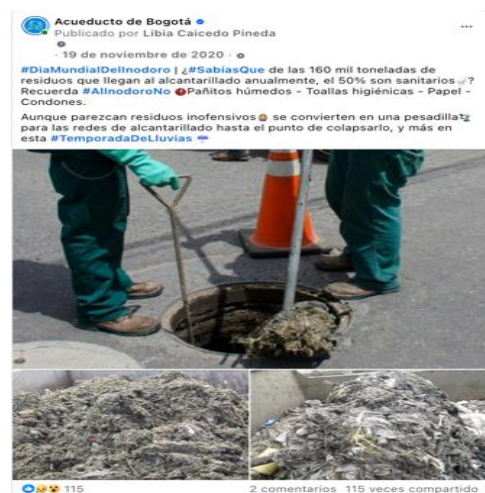 Acueducto de Bogotá
Publicado por Libia Caicedo Pineda
· 19 de noviembre de 2020 ·
#DiaMundialDelInodoro | ¿#SabíasQue de las 160 mil toneladas de
residuos que llegan al alcantarillado anualmente, el 50% son sanitarios?
Recuerda #AlInodoroNo Pañitos húmedos - Toallas higiénicas - Papel -
Condones.
Aunque parezcan residuos inofensivos se convierten en una pesadilla
para las redes de alcantarillado hasta el punto de colapsarlo, y más en
esta #TemporadaDeLluvias
115
2 comentarios 115 veces compartido